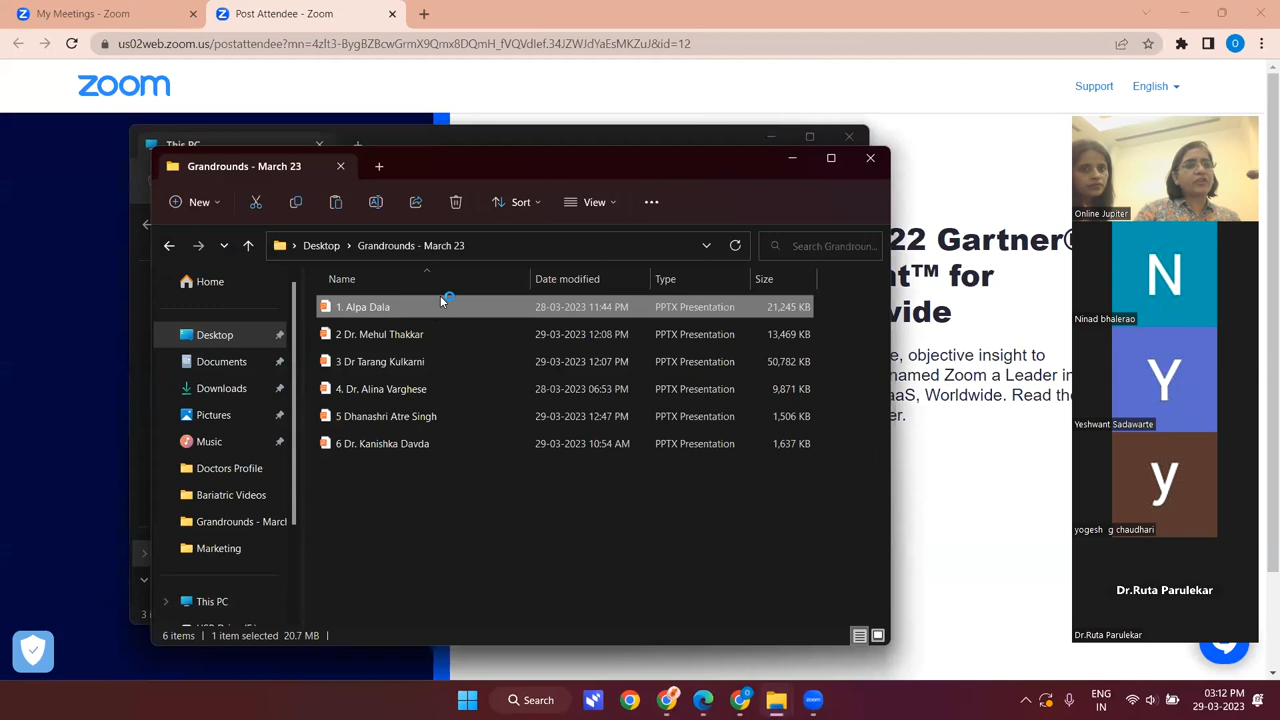 My Meetings - Zoom
Post Attendee - Zoom
us02web.zoom.us/postattendee?mn=4zlt3-BygBZBcwGrmX9Qmx8DQsH_fVQVdIef.34JZWJdYaEsMKZuJ&id=12
zoom
Support
English
This PC
Grandrounds - March 23
New
Sort
View
Desktop
Grandrounds - March 23
Search Grandroun...
Name
Date modified
Type
Size
1. Alpa Dala
28-03-2023 11:44 PM
PPTX Presentation
21,245 KB
2 Dr. Mehul Thakkar
29-03-2023 12:08 PM
PPTX Presentation
13,469 KB
3 Dr Tarang Kulkarni
29-03-2023 12:07 PM
PPTX Presentation
50,782 KB
4. Dr. Alina Varghese
28-03-2023 06:53 PM
PPTX Presentation
9,871 KB
5 Dhanashri Atre Singh
29-03-2023 12:47 PM
PPTX Presentation
1,506 KB
6 Dr. Kanishka Davda
29-03-2023 10:54 AM
PPTX Presentation
1,637 KB
Home
Desktop
Documents
Downloads
Pictures
Music
Doctors Profile
Bariatric Videos
Grandrounds - March
Marketing
This PC
6 items
1 item selected 20.7 MB
3 i
22 Gartner®
nt™ for
vide
e, objective insight to
named Zoom a Leader in
aaS, Worldwide. Read the
er.
Online Jupiter
N
Ninad bhalerao
Y
Yeshwant Sadawarte
y
yogesh g chaudhari
Dr.Ruta Parulekar
Dr.Ruta Parulekar
Search
ENG
IN
03:12 PM
29-03-2023